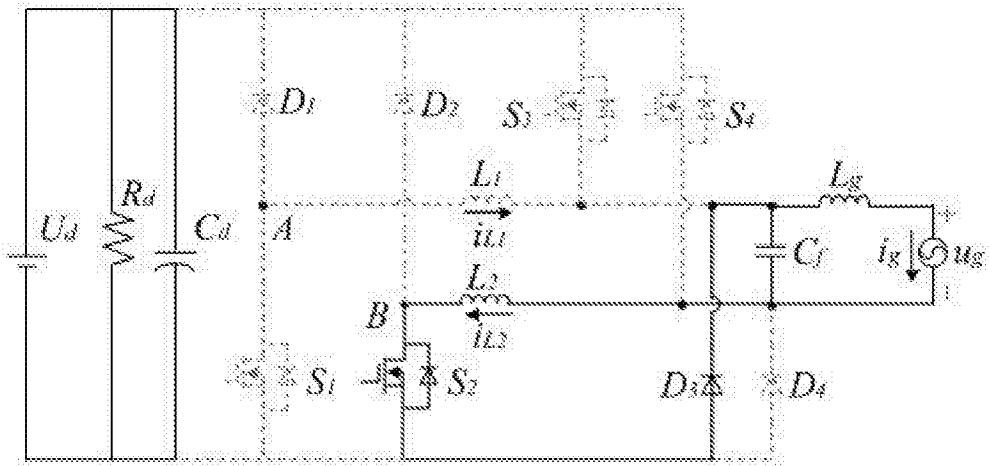 D1
D2
S3
S4
L1
Lg
Rd
Ud
Cd
A
iL1
Cf
ig
ug
+
-
L2
B
iL2
S1
S2
D3
D4